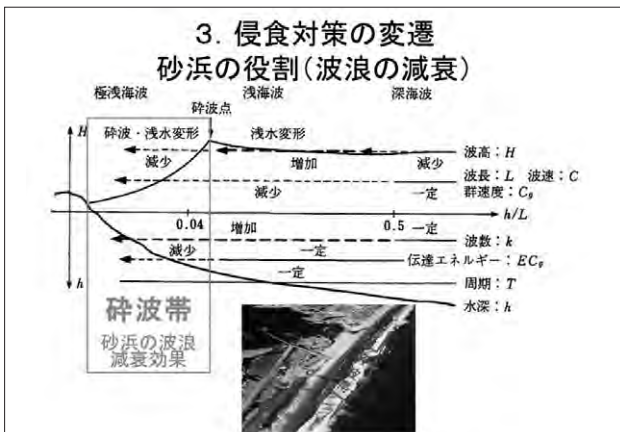 3. 侵食対策の変遷
砂浜の役割(波浪の減衰)
極浅海波 浅海波 深海波
砕波点
H 砕波・浅水変形 浅水変形
波高:H
減少 増加 減少
波長:L 波速:C
減少 一定
群速度:Cg
0.04 0.5 h/L
増加 一定
波数:k
減少 一定
伝達エネルギー:ECg
一定
h 周期:T
砕波帯
水深:h
砂浜の波浪
減衰効果